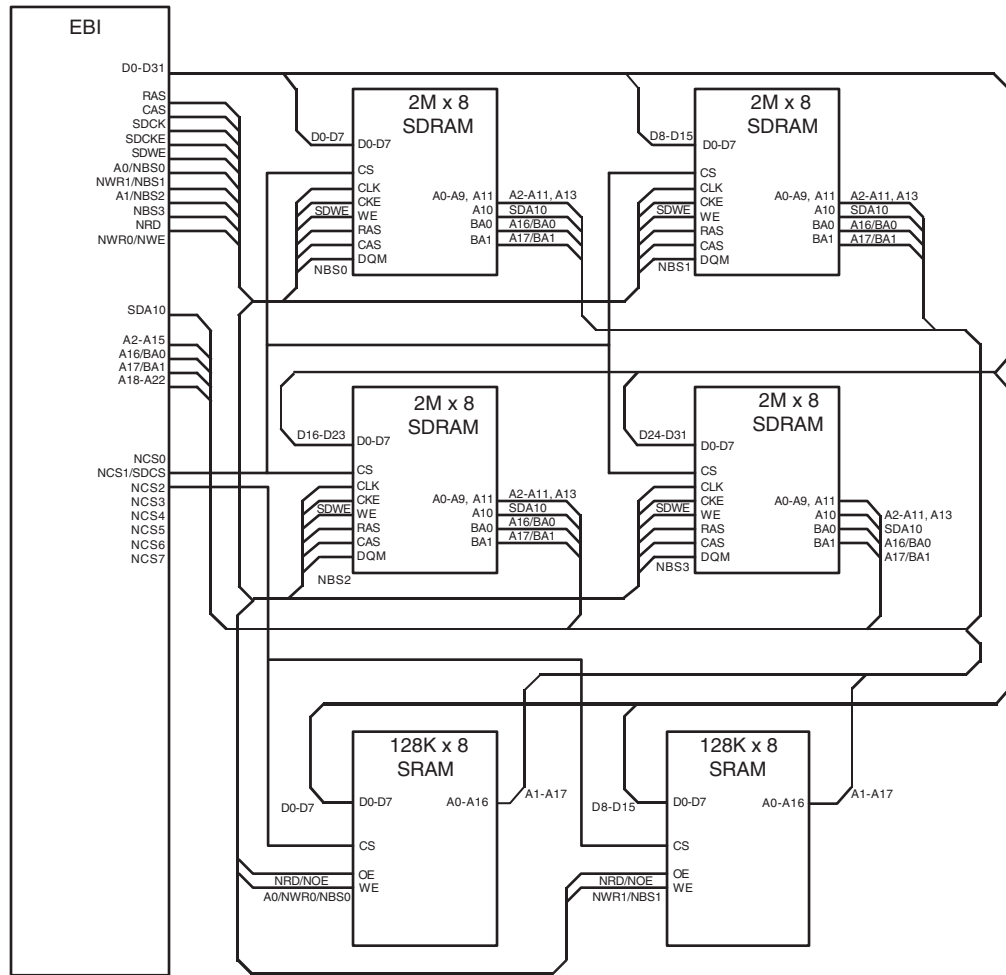 EBI
D0-D31
RAS
CAS
SDCK
SDCKE
SDWE
A0/NBS0
NWR1/NBS1
A1/NBS2
NBS3
NRD
NWR0/NWE
SDA10
A2-A15
A16/BA0
A17/BA1
A18-A22
NCS0
NCS1/SDCS
NCS2
NCS3
NCS4
NCS5
NCS6
NCS7
2M x 8
SDRAM
D0-D7
D0-D7
CS
CLK
CKE
SDWE
WE
RAS
CAS
DQM
NBS0
A0-A9, A11
A10
BA0
BA1
A2-A11, A13
SDA10
A16/BA0
A17/BA1
2M x 8
SDRAM
D8-D15
D0-D7
CS
CLK
CKE
SDWE
WE
RAS
CAS
DQM
NBS1
A0-A9, A11
A10
BA0
BA1
A2-A11, A13
SDA10
A16/BA0
A17/BA1
2M x 8
SDRAM
D16-D23
D0-D7
CS
CLK
CKE
SDWE
WE
RAS
CAS
DQM
NBS2
A0-A9, A11
A10
BA0
BA1
A2-A11, A13
SDA10
A16/BA0
A17/BA1
2M x 8
SDRAM
D24-D31
D0-D7
CS
CLK
CKE
SDWE
WE
RAS
CAS
DQM
NBS3
A0-A9, A11
A10
BA0
BA1
A2-A11, A13
SDA10
A16/BA0
A17/BA1
128K x 8
SRAM
D0-D7
D0-D7
A0-A16
A1-A17
CS
OE
NRD/NOE
WE
A0/NWR0/NBS0
128K x 8
SRAM
D8-D15
D0-D7
A0-A16
A1-A17
CS
OE
NRD/NOE
WE
NWR1/NBS1